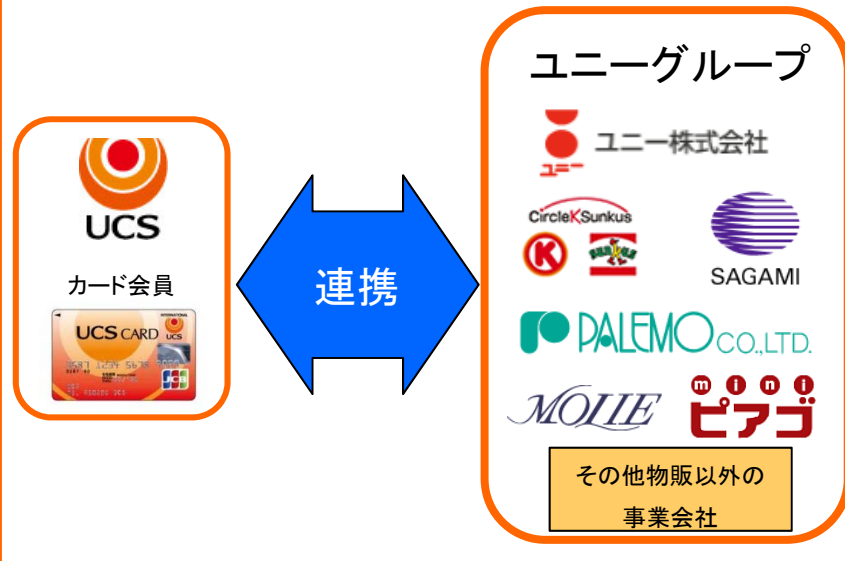 UCS
カード会員
UCS CARD
INTERNATIONAL
UCS
JCB
連携
ユニーグループ
ユニー
ユニー株式会社
CircleKSunkus
K
sunkus
SAGAMI
PALEMO CO.,LTD.
MOLIE
mini
ピアゴ
その他物販以外の
事業会社